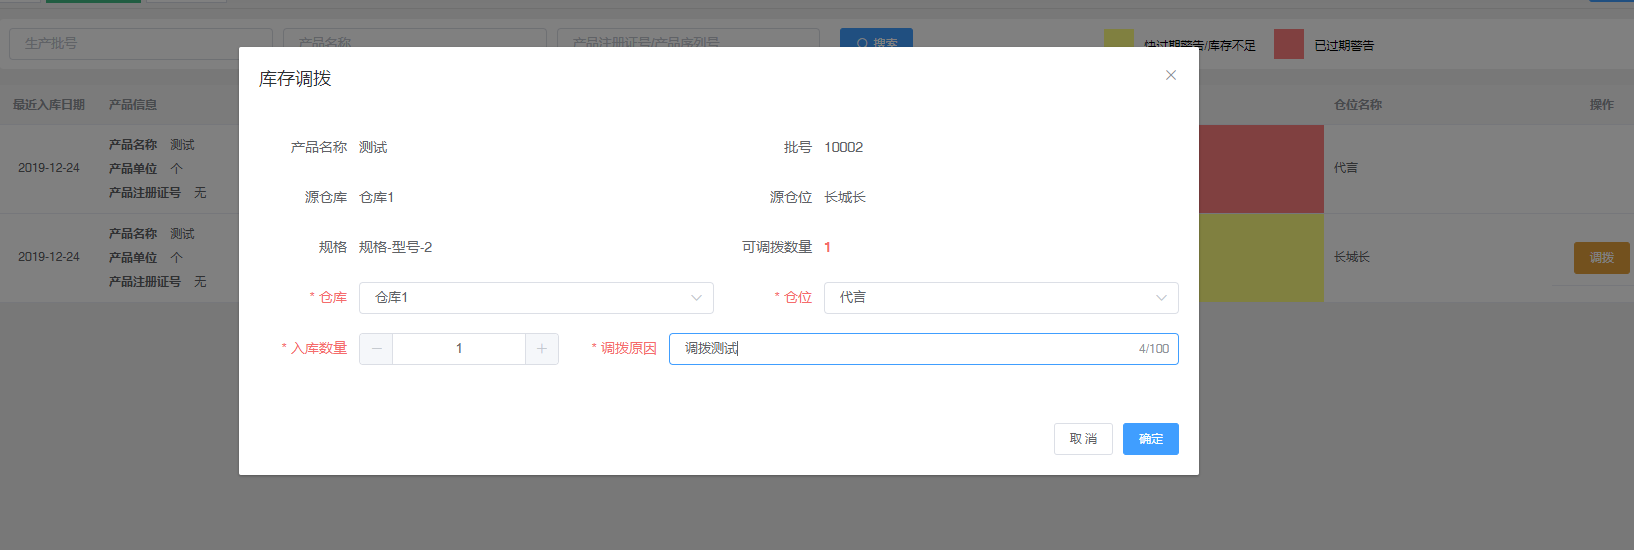 生产批号
产品名称
产品注册证号/产品序列号
搜索
快过期警告/库存不足
已过期警告
最近入库日期
产品信息
仓位名称
操作
2019-12-24
产品名称 测试
产品单位 个
产品注册证号 无
代言
2019-12-24
产品名称 测试
产品单位 个
产品注册证号 无
长城长
调拨
库存调拨
产品名称 测试
批号 10002
源仓库 仓库1
源仓位 长城长
规格 规格-型号-2
可调拨数量 1
* 仓库 仓库1
* 仓位 代言
* 入库数量 1
* 调拨原因 调拨测试 4/100
取消
确定